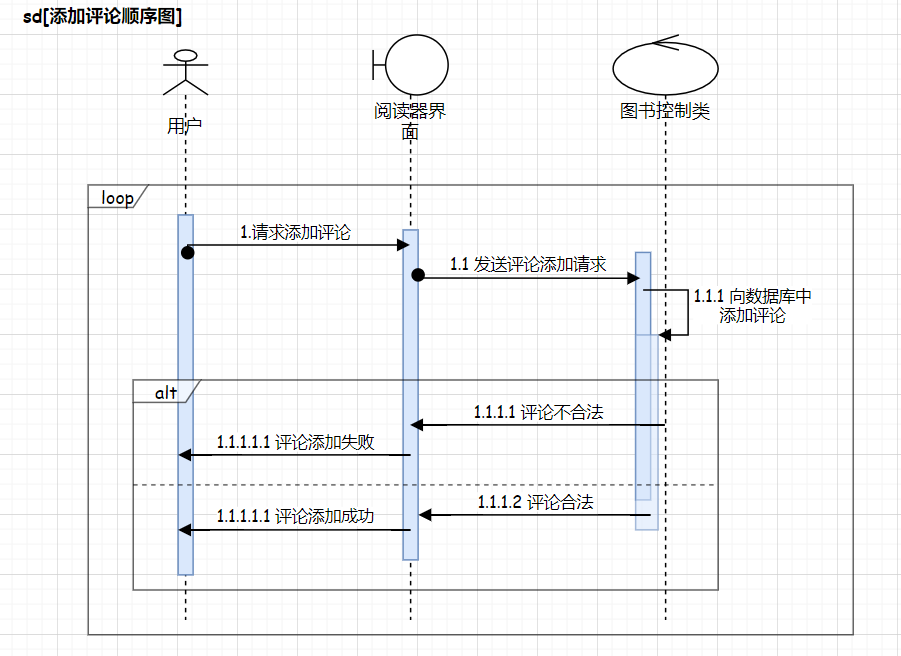 sd[添加评论顺序图]
用户
阅读器界
面
图书控制类
loop
1.请求添加评论
1.1 发送评论添加请求
1.1.1 向数据库中
添加评论
alt
1.1.1.1 评论不合法
1.1.1.1.1 评论添加失败
1.1.1.2 评论合法
1.1.1.1.1 评论添加成功